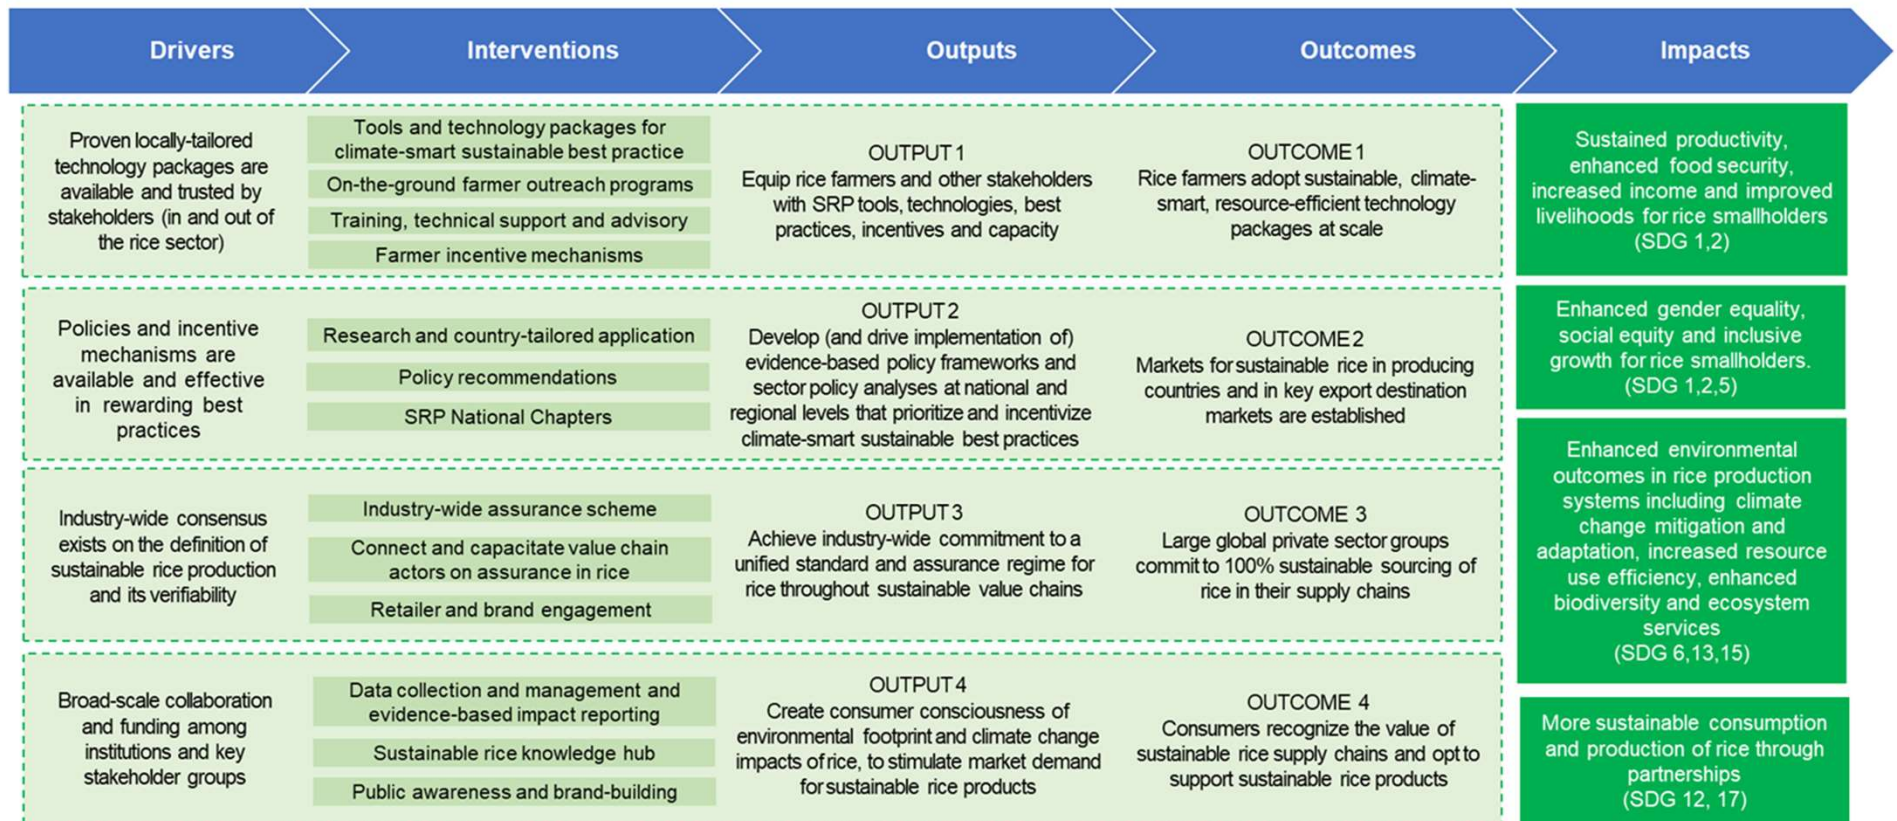 Drivers
Interventions
Outputs
Outcomes
Impacts
Proven locally-tailored
technology packages are
available and trusted by
stakeholders (in and out of
the rice sector)
Tools and technology packages for
climate-smart sustainable best practice
On-the-ground farmer outreach programs
Training, technical support and advisory
Farmer incentive mechanisms
OUTPUT 1
Equip rice farmers and other stakeholders
with SRP tools, technologies, best
practices, incentives and capacity
OUTCOME 1
Rice farmers adopt sustainable, climate-
smart, resource-efficient technology
packages at scale
Sustained productivity,
enhanced food security,
increased income and improved
livelihoods for rice smallholders
(SDG 1,2)
Policies and incentive
mechanisms are
available and effective
in rewarding best
practices
Research and country-tailored application
Policy recommendations
SRP National Chapters
OUTPUT 2
Develop (and drive implementation of)
evidence-based policy frameworks and
sector policy analyses at national and
regional levels that prioritize and incentivize
climate-smart sustainable best practices
OUTCOME 2
Markets for sustainable rice in producing
countries and in key export destination
markets are established
Enhanced gender equality,
social equity and inclusive
growth for rice smallholders.
(SDG 1,2,5)
Industry-wide consensus
exists on the definition of
sustainable rice production
and its verifiability
Industry-wide assurance scheme
Connect and capacitate value chain
actors on assurance in rice
Retailer and brand engagement
OUTPUT 3
Achieve industry-wide commitment to a
unified standard and assurance regime for
rice throughout sustainable value chains
OUTCOME 3
Large global private sector groups
commit to 100% sustainable sourcing of
rice in their supply chains
Enhanced environmental
outcomes in rice production
systems including climate
change mitigation and
adaptation, increased resource
use efficiency, enhanced
biodiversity and ecosystem
services
(SDG 6,13,15)
Broad-scale collaboration
and funding among
institutions and key
stakeholder groups
Data collection and management and
evidence-based impact reporting
Sustainable rice knowledge hub
Public awareness and brand-building
OUTPUT 4
Create consumer consciousness of
environmental footprint and climate change
impacts of rice, to stimulate market demand
for sustainable rice products
OUTCOME 4
Consumers recognize the value of
sustainable rice supply chains and opt to
support sustainable rice products
More sustainable consumption
and production of rice through
partnerships
(SDG 12, 17)